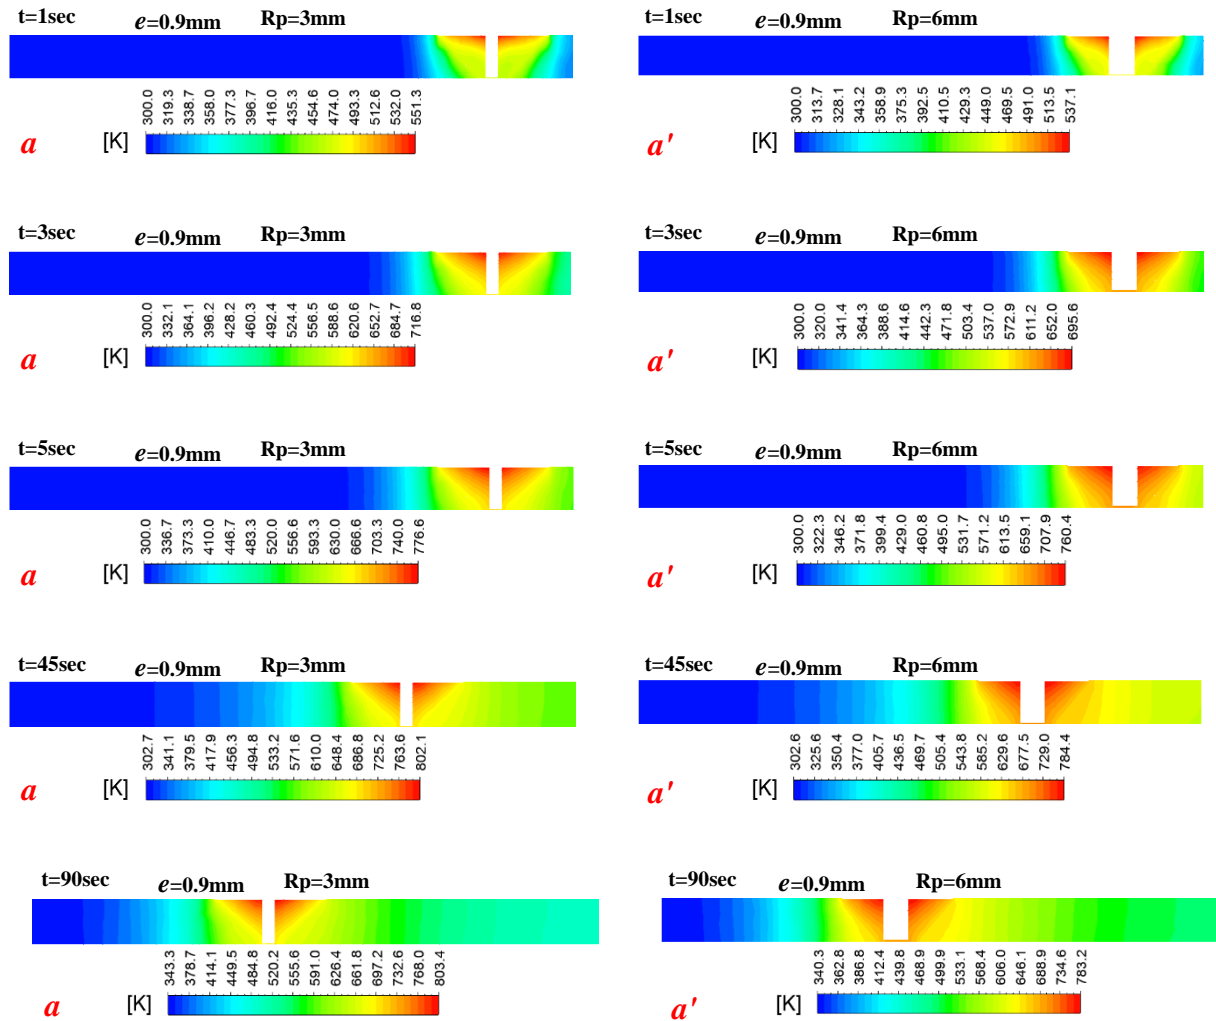 t=1sec e=0.9mm Rp=3mm
300.0 319.3 338.7 358.0 377.3 396.7 416.0 435.3 454.6 474.0 493.3 512.6 532.0 551.3
a [K]
t=1sec e=0.9mm Rp=6mm
300.0 313.7 328.1 343.2 358.9 375.3 392.5 410.5 429.3 449.0 469.5 491.0 513.5 537.1
a' [K]
t=3sec e=0.9mm Rp=3mm
300.0 332.1 364.1 396.2 428.2 460.3 492.4 524.4 556.5 588.6 620.6 652.7 684.7 716.8
a [K]
t=3sec e=0.9mm Rp=6mm
300.0 320.0 341.4 364.3 388.6 414.6 442.3 471.8 503.4 537.0 572.9 611.2 652.0 695.6
a' [K]
t=5sec e=0.9mm Rp=3mm
300.0 336.7 373.3 410.0 446.7 483.3 520.0 556.6 593.3 630.0 666.6 703.3 740.0 776.6
a [K]
t=5sec e=0.9mm Rp=6mm
300.0 322.3 346.2 371.8 399.4 429.0 460.8 495.0 531.7 571.2 613.5 659.1 707.9 760.4
a' [K]
t=45sec e=0.9mm Rp=3mm
302.7 341.1 379.5 417.9 456.3 494.8 533.2 571.6 610.0 648.4 686.8 725.2 763.6 802.1
a [K]
t=45sec e=0.9mm Rp=6mm
302.6 325.6 350.4 377.0 405.7 436.5 469.7 505.4 543.8 585.2 629.6 677.5 729.0 784.4
a' [K]
t=90sec e=0.9mm Rp=3mm
343.3 378.7 414.1 449.5 484.8 520.2 555.6 591.0 626.4 661.8 697.2 732.6 768.0 803.4
a [K]
t=90sec e=0.9mm Rp=6mm
340.3 362.8 386.8 412.4 439.8 468.9 499.9 533.1 568.4 606.0 646.1 688.9 734.6 783.2
a' [K]